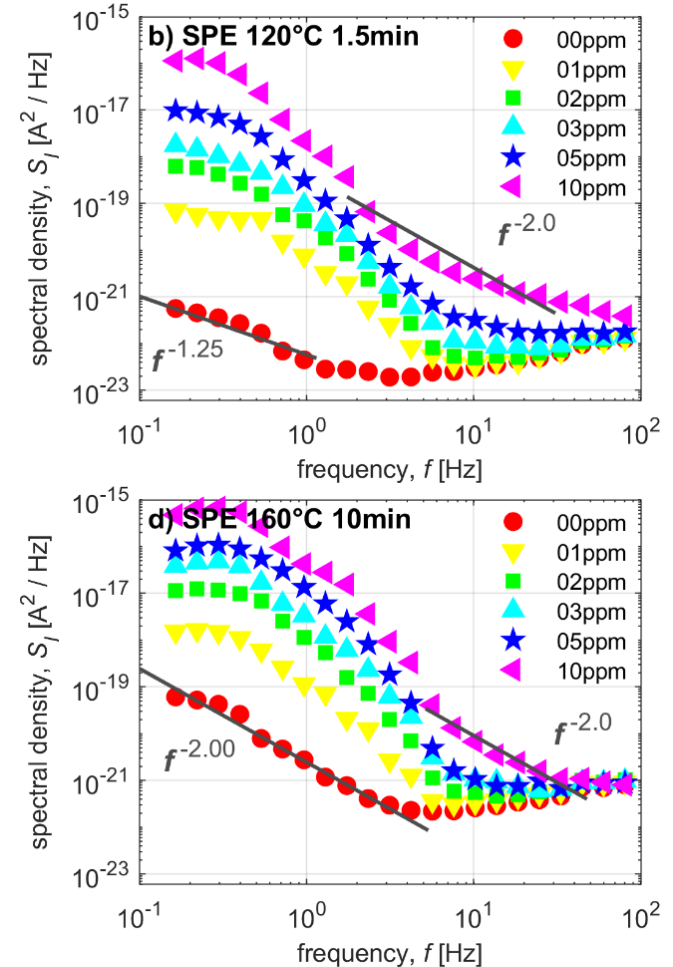 b) SPE 120°C 1.5min
00ppm
01ppm
02ppm
03ppm
05ppm
10ppm
f^-2.0
f^-1.25
10^-15
10^-17
10^-19
10^-21
10^-23
spectral density, S_I [A^2 / Hz]
10^-1
10^0
10^1
10^2
frequency, f [Hz]
d) SPE 160°C 10min
00ppm
01ppm
02ppm
03ppm
05ppm
10ppm
f^-2.0
f^-2.00
10^-15
10^-17
10^-19
10^-21
10^-23
spectral density, S_I [A^2 / Hz]
10^-1
10^0
10^1
10^2
frequency, f [Hz]